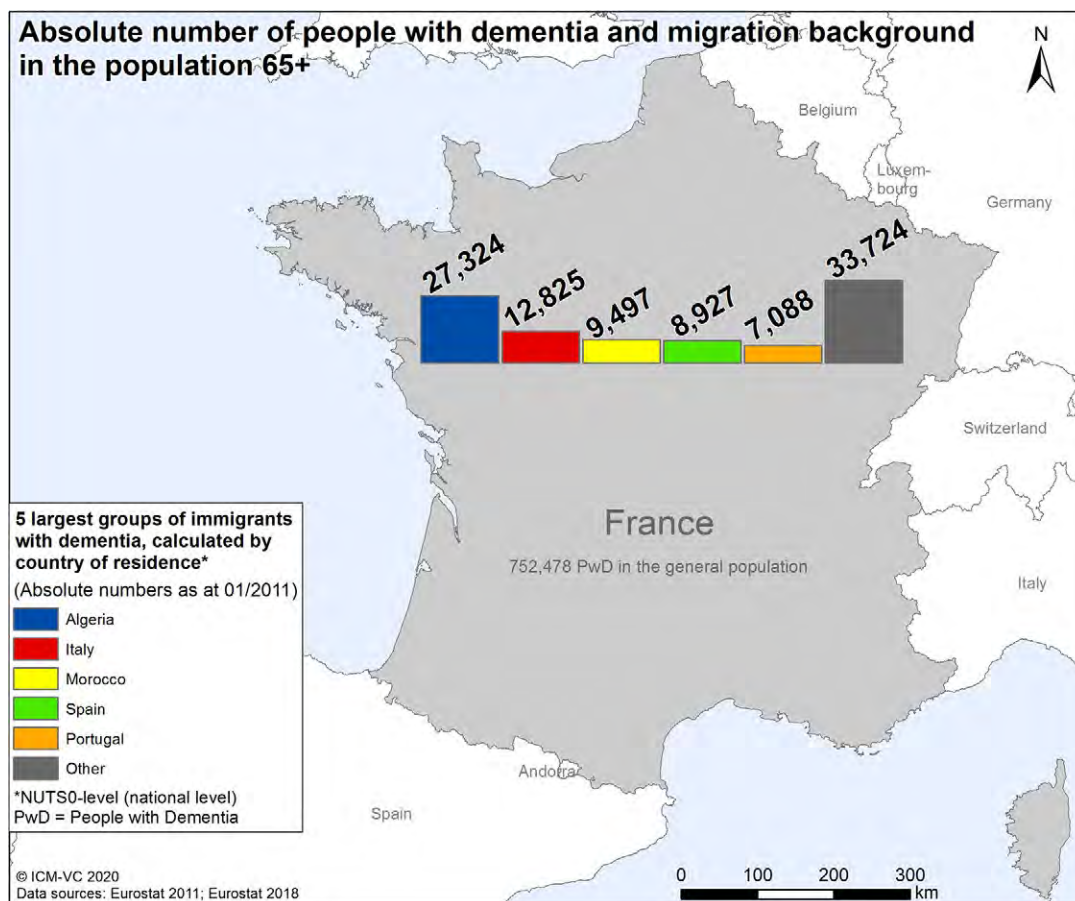 Absolute number of people with dementia and migration background
in the population 65+
N
Belgium
Luxem-
bourg
Germany
27,324
12,825
9,497
8,927
7,088
33,724
Switzerland
France
752,478 PwD in the general population
Italy
5 largest groups of immigrants
with dementia, calculated by
country of residence*
(Absolute numbers as at 01/2011)
Algeria
Italy
Morocco
Spain
Portugal
Other
*NUTS0-level (national level)
PwD = People with Dementia
Andorra
Spain
© ICM-VC 2020
Data sources: Eurostat 2011; Eurostat 2018
0 100 200 300
km